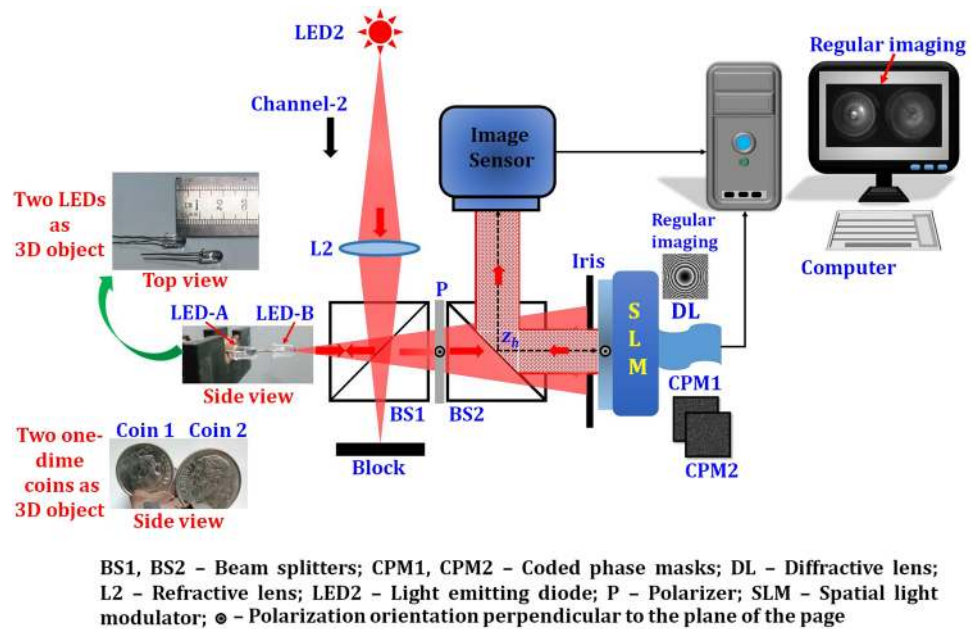 LED2
Regular imaging
Channel-2
Image
Sensor
Two LEDs
as
3D object
Top view
L2
P
Regular
imaging
Iris
DL
Computer
LED-A
LED-B
Side view
z_h
S
L
M
BS1
BS2
CPM1
CPM2
Block
Two one-
dime
coins as
3D object
Coin 1 Coin 2
Side view
BS1, BS2 – Beam splitters; CPM1, CPM2 – Coded phase masks; DL – Diffractive lens;
L2 – Refractive lens; LED2 – Light emitting diode; P – Polarizer; SLM – Spatial light
modulator; ⊙ – Polarization orientation perpendicular to the plane of the page